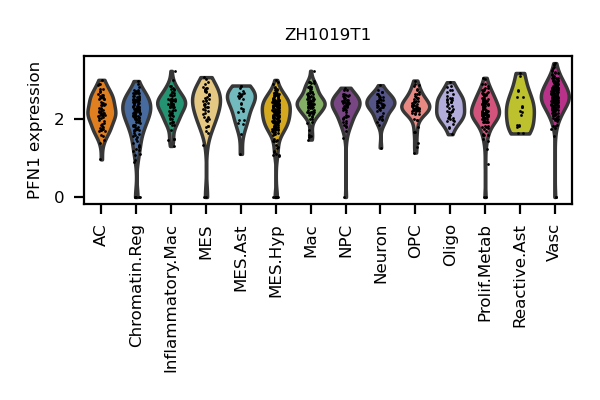 ZH1019T1
PFN1 expression
2
0
AC
Chromatin.Reg
Inflammatory.Mac
MES
MES.Ast
MES.Hyp
Mac
NPC
Neuron
OPC
Oligo
Prolif.Metab
Reactive.Ast
Vasc